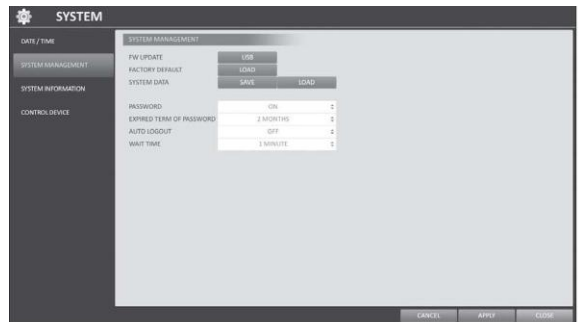 SYSTEM
DATE / TIME
SYSTEM MANAGEMENT
SYSTEM INFORMATION
CONTROL DEVICE
SYSTEM MANAGEMENT
FW UPDATE USB
FACTORY DEFAULT LOAD
SYSTEM DATA SAVE LOAD
PASSWORD ON
EXPIRED TERM OF PASSWORD 2 MONTHS
AUTO LOGOUT OFF
WAIT TIME 1 MINUTE
CANCEL APPLY CLOSE